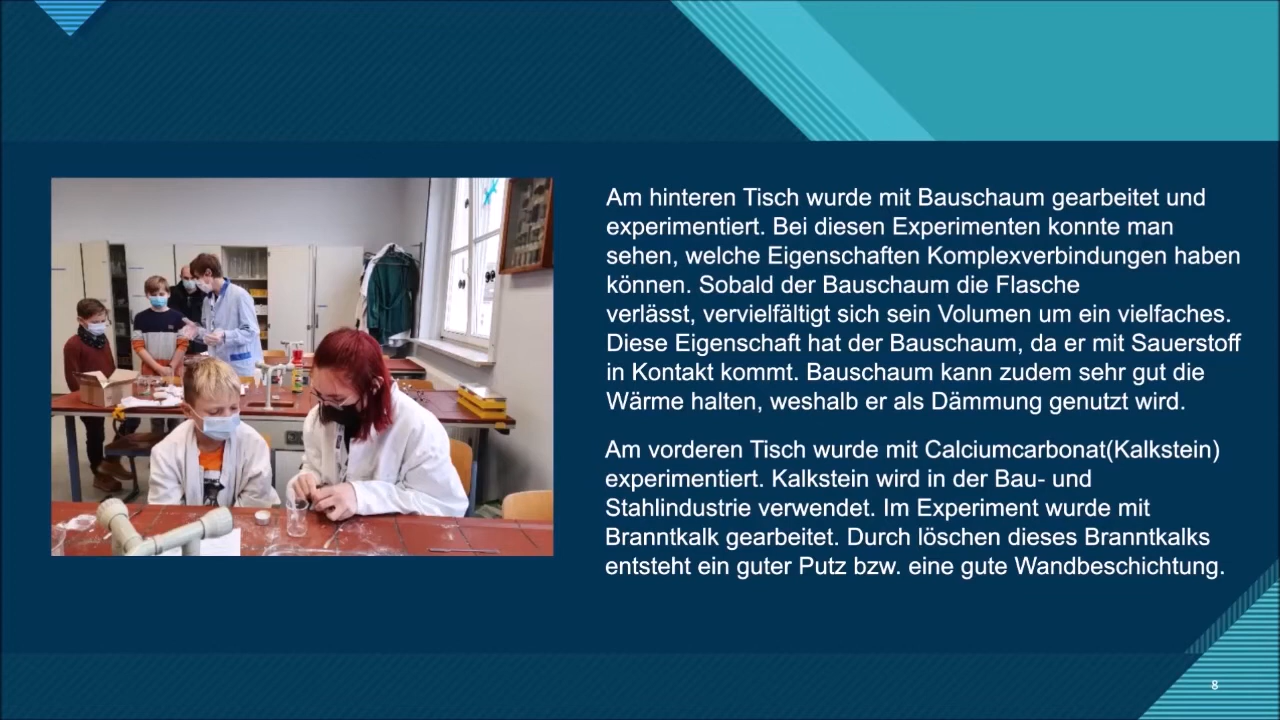 Am hinteren Tisch wurde mit Bauschaum gearbeitet und
experimentiert. Bei diesen Experimenten konnte man
sehen, welche Eigenschaften Komplexverbindungen haben
können. Sobald der Bauschaum die Flasche
verlässt, vervielfältigt sich sein Volumen um ein vielfaches.
Diese Eigenschaft hat der Bauschaum, da er mit Sauerstoff
in Kontakt kommt. Bauschaum kann zudem sehr gut die
Wärme halten, weshalb er als Dämmung genutzt wird.
Am vorderen Tisch wurde mit Calciumcarbonat(Kalkstein)
experimentiert. Kalkstein wird in der Bau- und
Stahlindustrie verwendet. Im Experiment wurde mit
Branntkalk gearbeitet. Durch löschen dieses Branntkalks
entsteht ein guter Putz bzw. eine gute Wandbeschichtung.
8